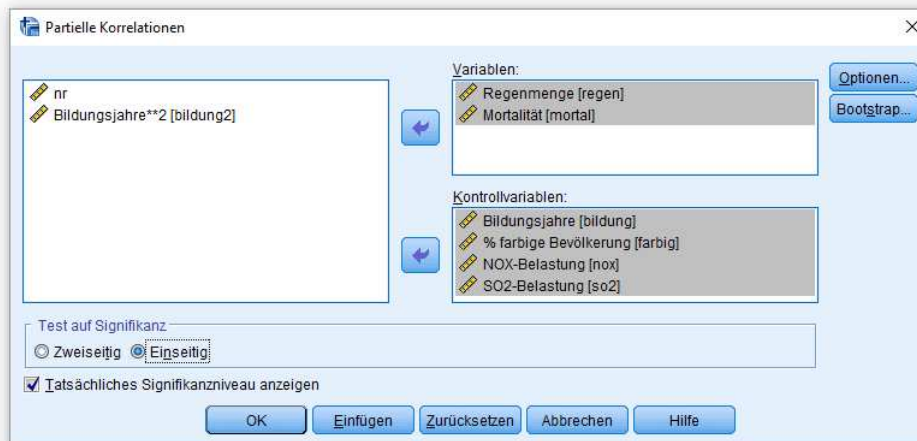 Partielle Korrelationen
nr
Bildungsjahre**2 [bildung2]
Variablen:
Regenmenge [regen]
Mortalität [mortal]
Optionen...
Bootstrap...
Kontrollvariablen:
Bildungsjahre [bildung]
% farbige Bevölkerung [farbig]
NOX-Belastung [nox]
SO2-Belastung [so2]
Test auf Signifikanz
Zweiseitig Einseitig
Tatsächliches Signifikanzniveau anzeigen
OK Einfügen Zurücksetzen Abbrechen Hilfe